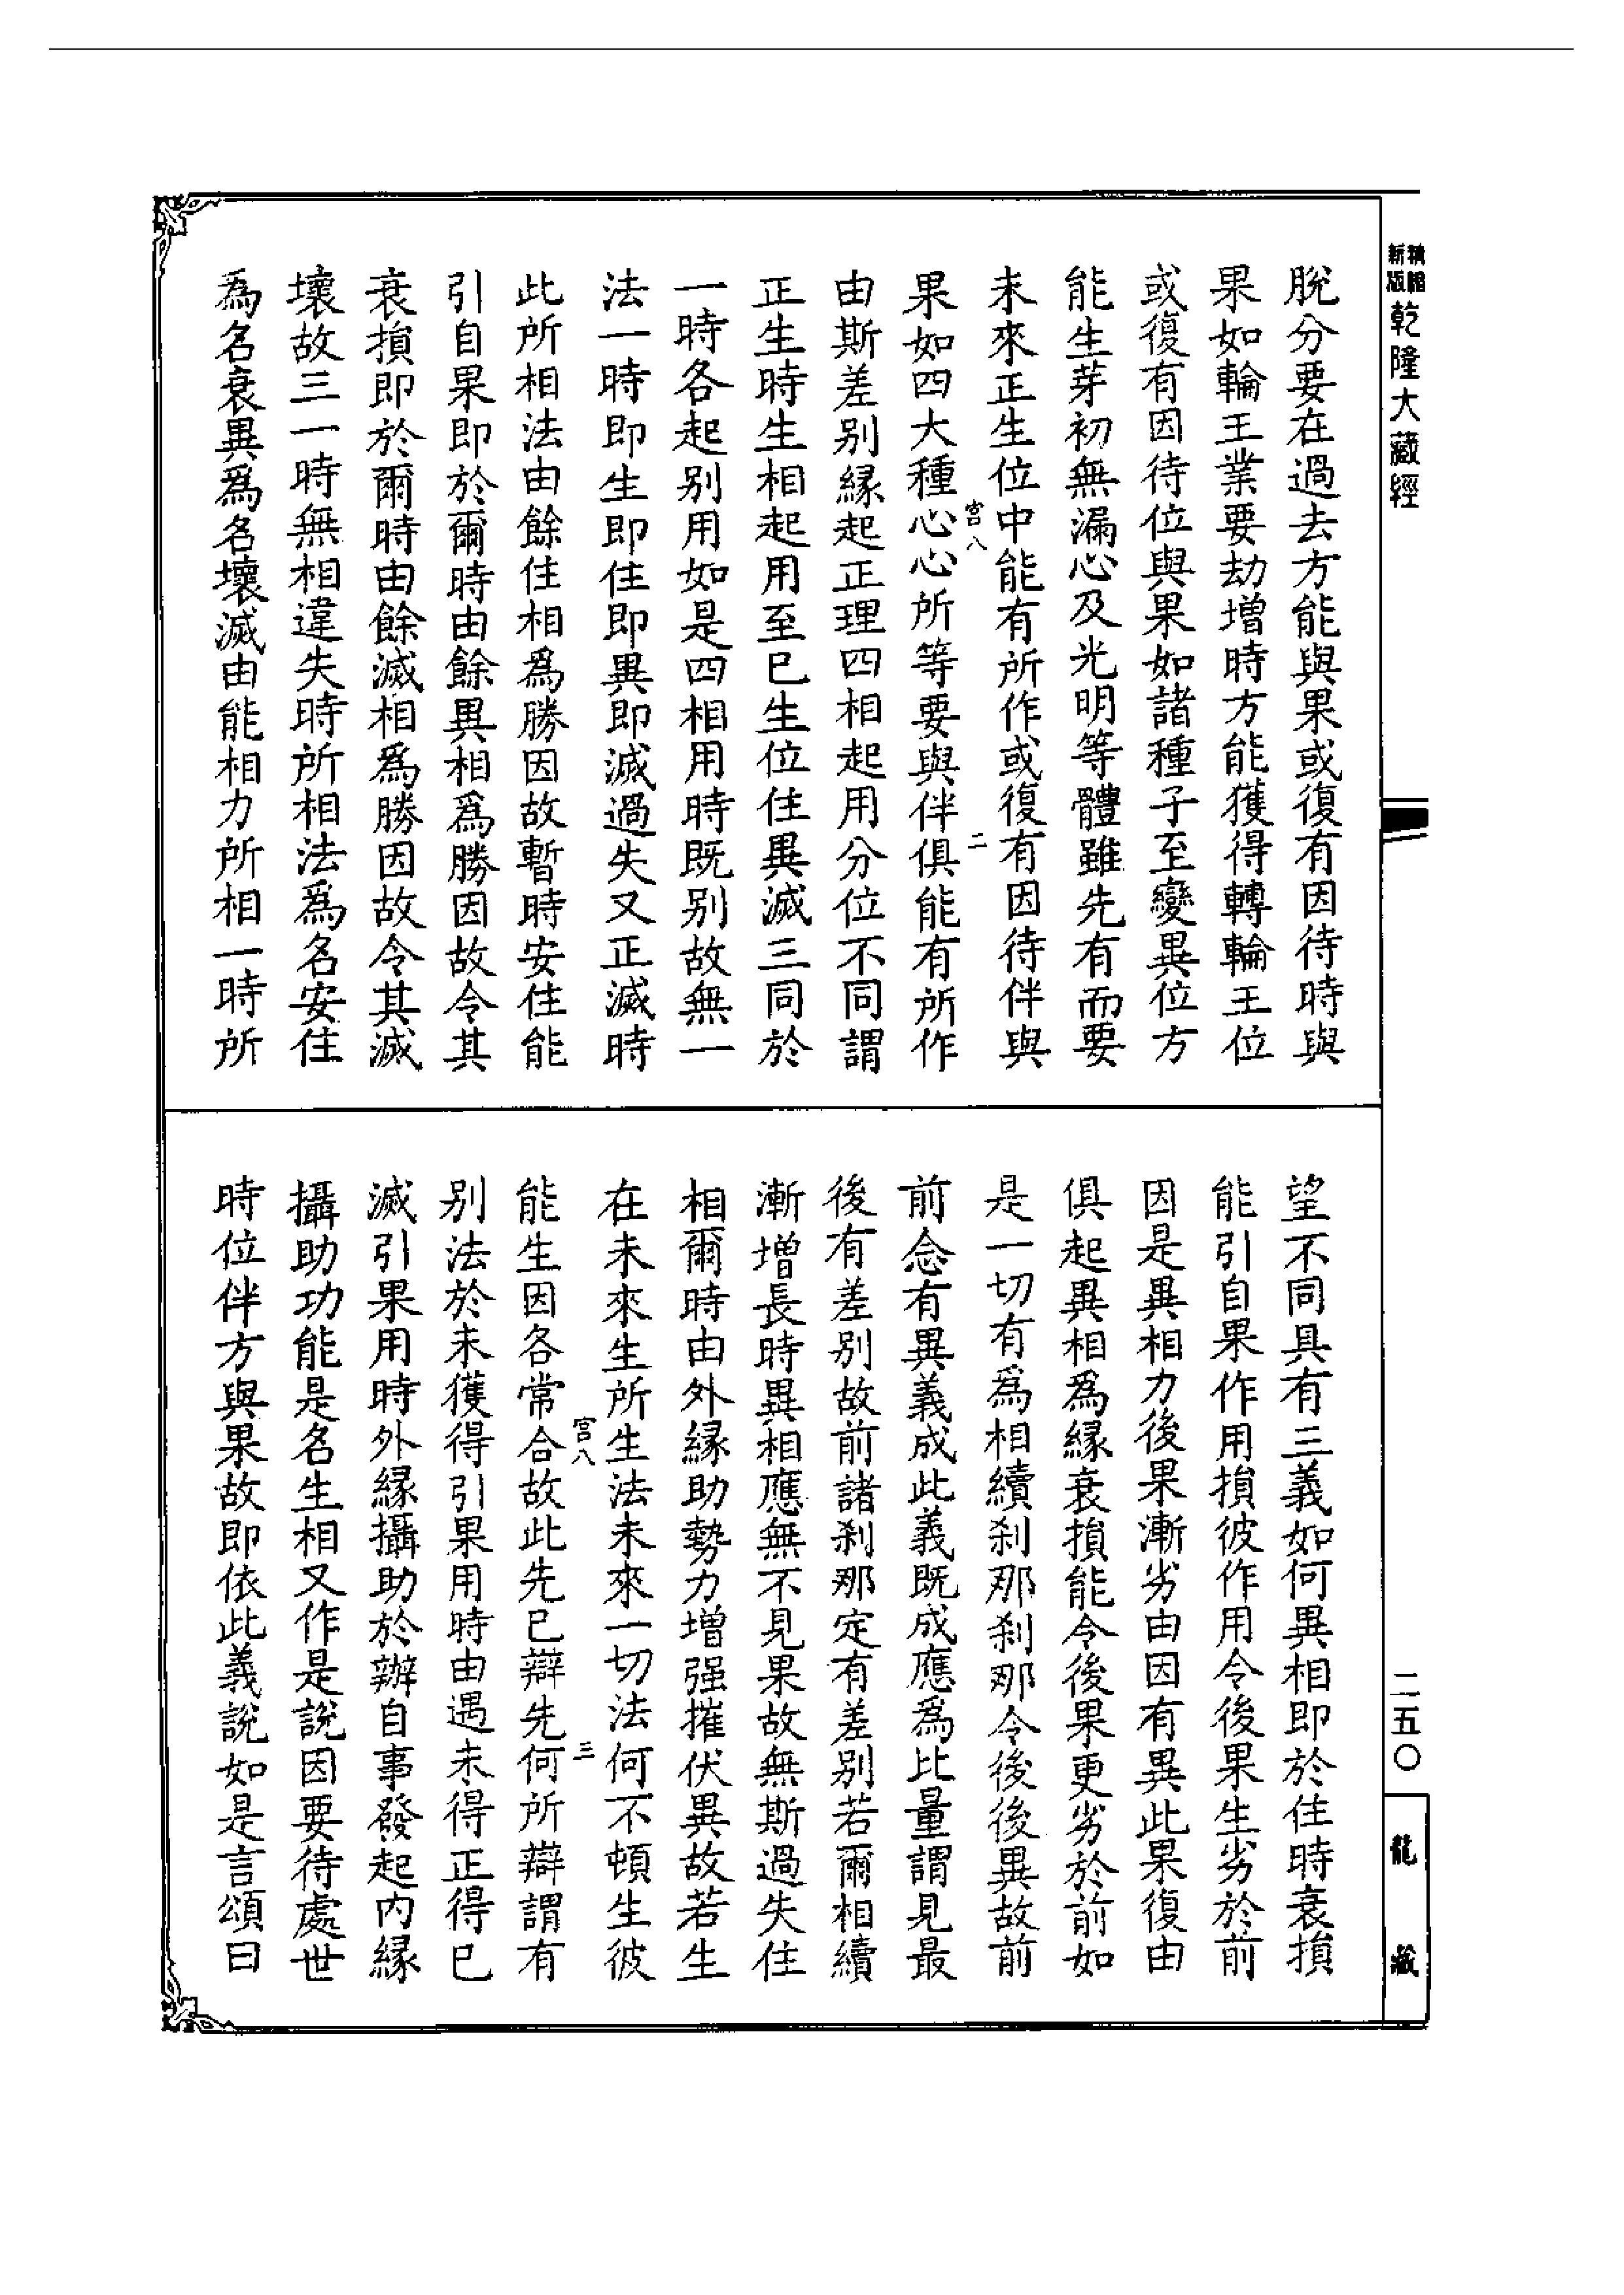 精縮新版乾隆大藏經
脫分要在過去方能與果或復有因待時與
果如輪王業要劫增時方能獲得轉輪王位
或復有因待位與果如諸種子至變異位方
能生芽初無漏心及光明等體雖先有而要
未來正生位中能有所作或復有因待伴與
宮八 二
果如四大種心心所等要與伴俱能有所作
由斯差别緣起正理四相起用分位不同謂
正生時生相起用至已生位住異滅三同於
一時各起别用如是四相用時既别故無一
法一時即生即住即異即滅過失又正滅時
此所相法由餘住相爲勝因故暫時安住能
引自果即於爾時由餘異相爲勝因故令其
衰損即於爾時由餘滅相爲勝因故令其滅
壞故三一時無相違失時所相法爲名安住
為名衰異爲名壞滅由能相力所相一時所
望不同具有三義如何異相即於住時衰損
能引自果作用損彼作用令後果生劣於前
因是異相力後果漸劣由因有異此果復由
俱起異相爲緣衰損能令後果更劣於前如
是一切有爲相續刹那刹那令後後異故前
前念有異義成此義既成應爲比量謂見最
後有差别故前諸刹那定有差别若爾相續
漸增長時異相應無不見果故無斯過失住
相爾時由外緣助勢力增强摧伏異故若生
在未來生所生法未來一切法何不頓生彼
宮八 三
能生因各常合故此先已辯先何所辯謂有
别法於未獲得引果用時由遇未得正得已
滅引果用時外緣攝助於辦自事發起内緣
攝助功能是名生相又作是說因要待處世
時位伴方與果故即依此義說如是言頌曰
二五〇
龍藏